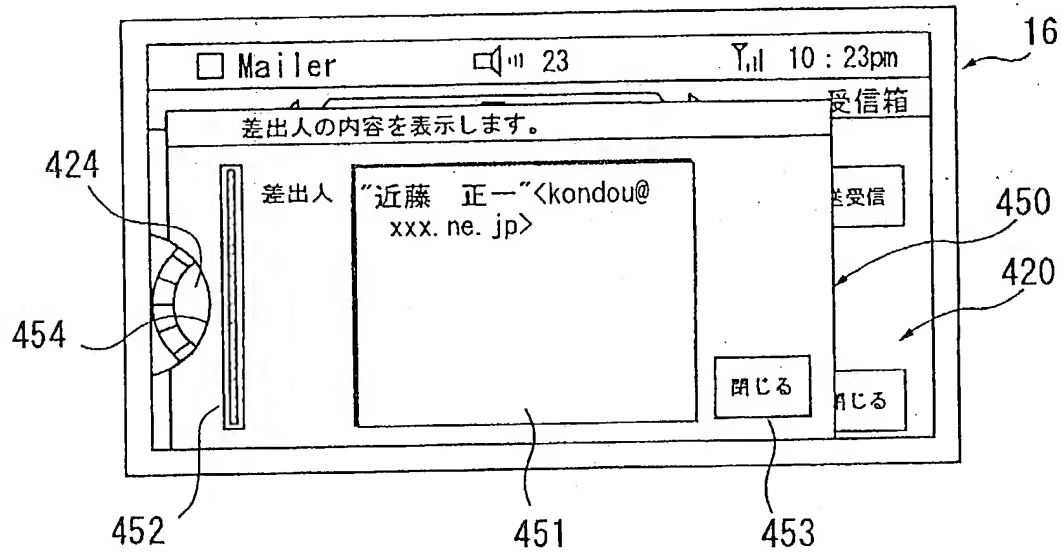 □ Mailer 23 10:23pm
受信箱
差出人の内容を表示します。
差出人
"近藤 正一"<kondou@
xxx.ne.jp>
送受信
閉じる
閉じる
16
424
450
420
454
452
451
453